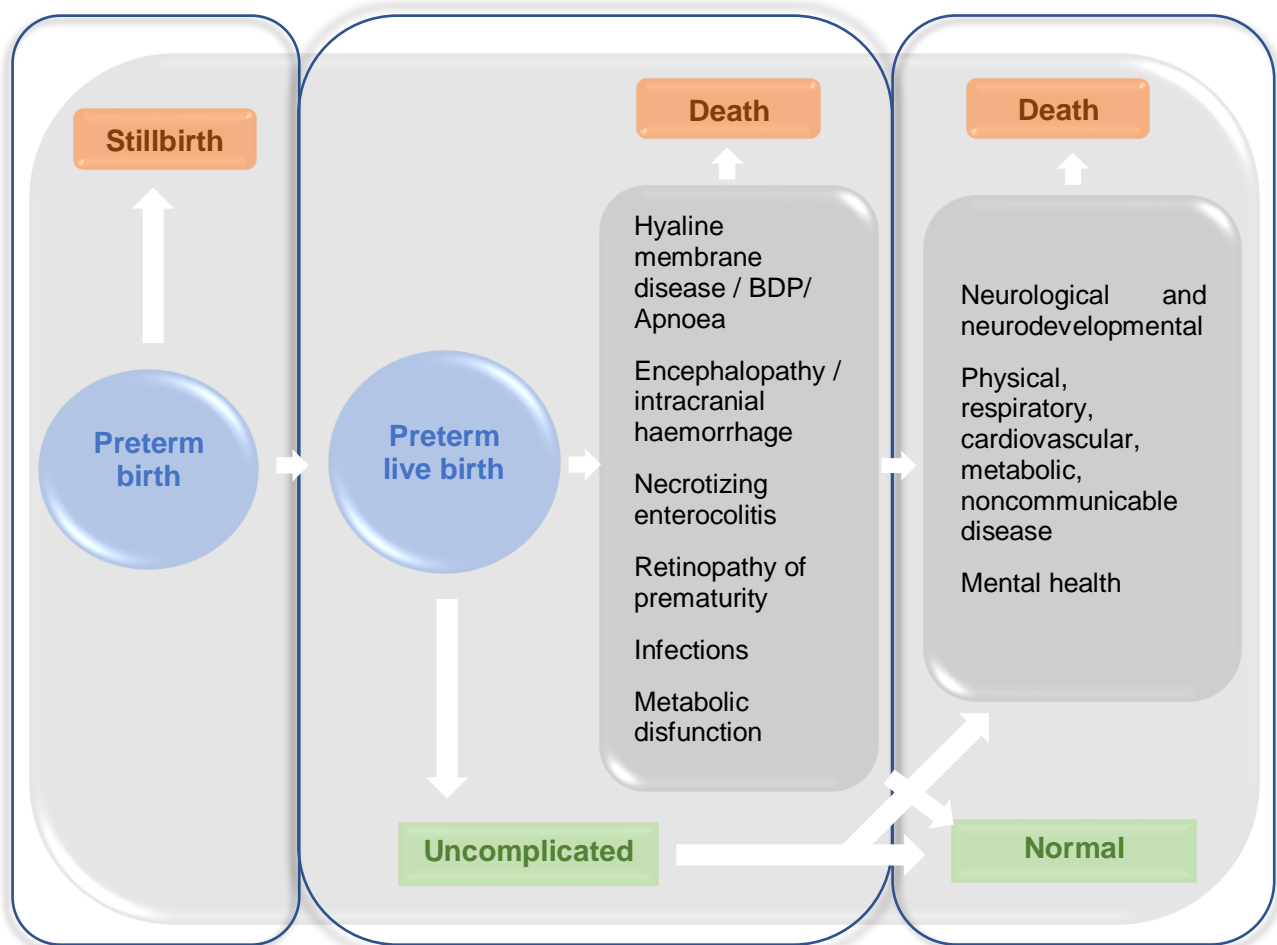 Stillbirth
Preterm
birth
Preterm
live birth
Uncomplicated
Death
Hyaline
membrane
disease / BDP/
Apnoea
Encephalopathy /
intracranial
haemorrhage
Necrotizing
enterocolitis
Retinopathy of
prematurity
Infections
Metabolic
disfunction
Death
Neurological and
neurodevelopmental
Physical,
respiratory,
cardiovascular,
metabolic,
noncommunicable
disease
Mental health
Normal